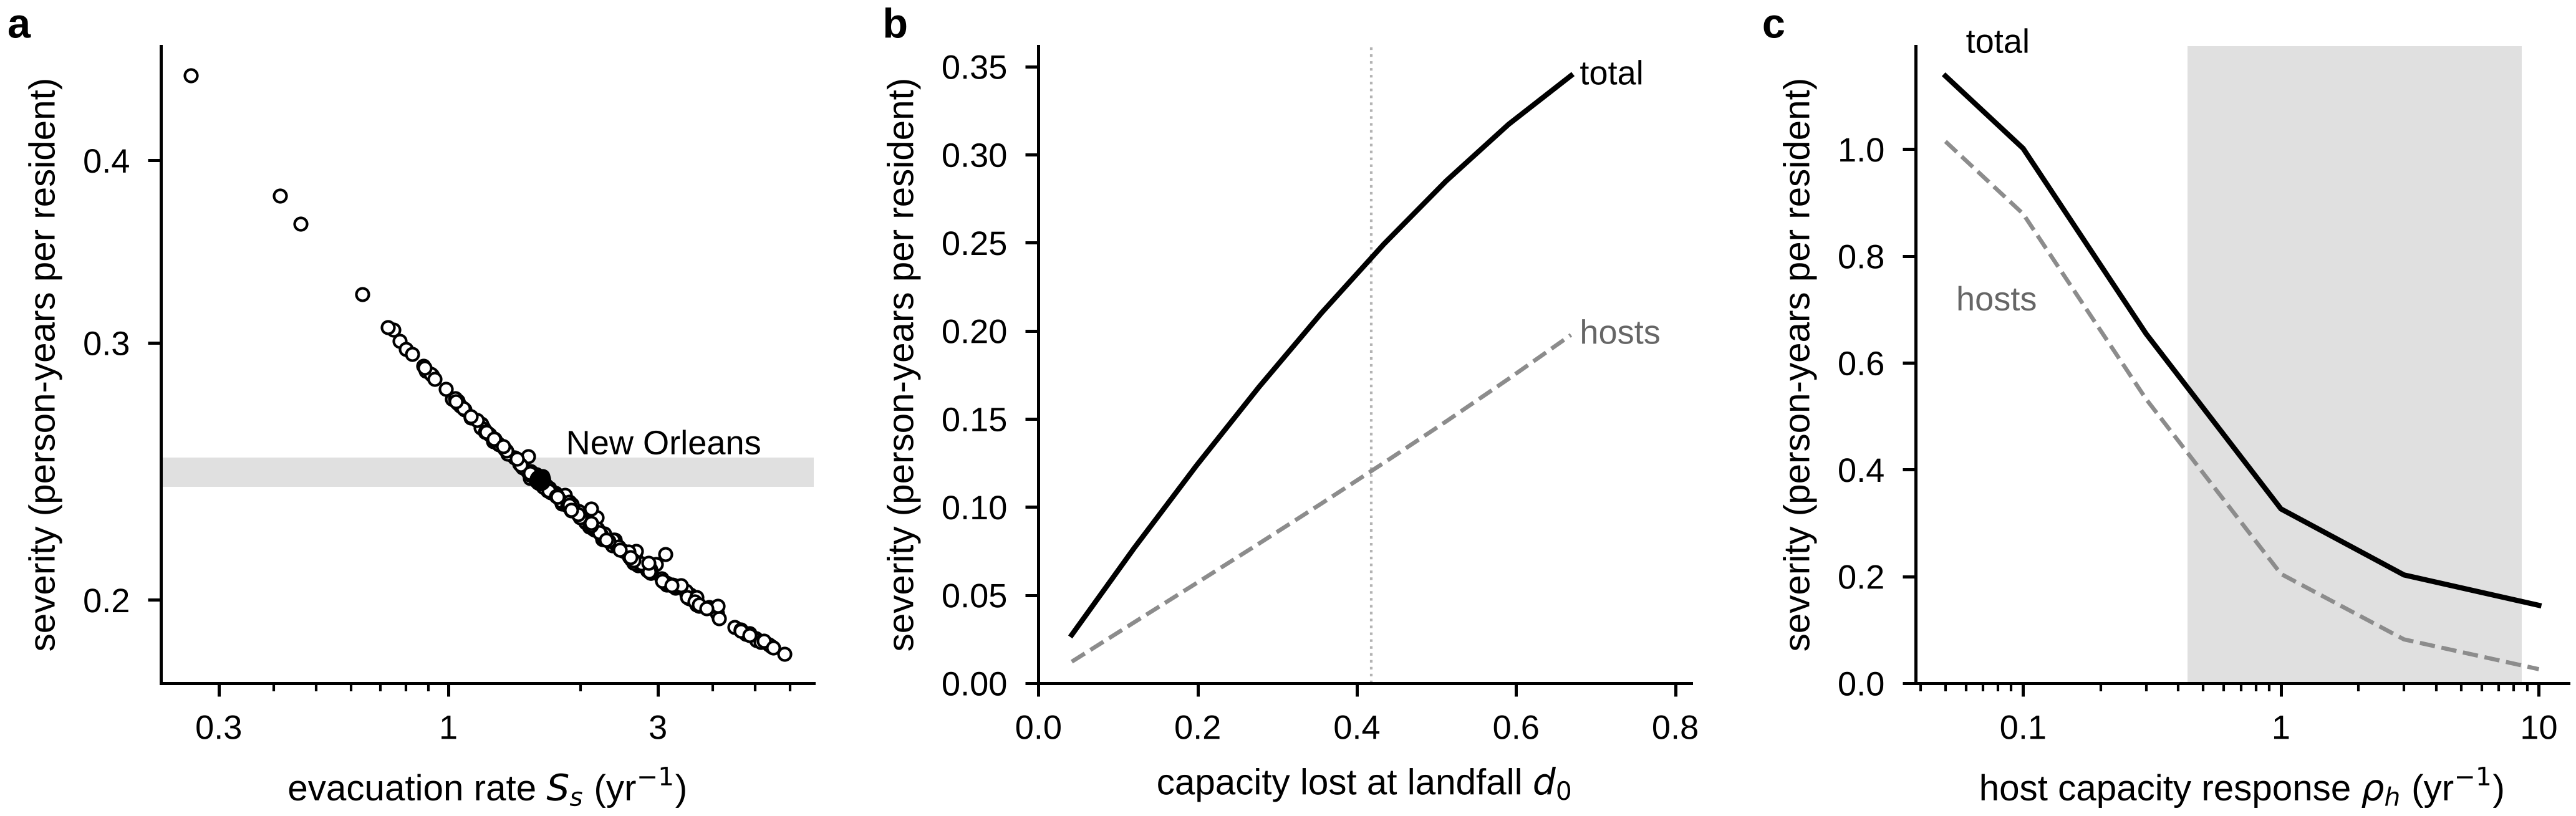 a
severity (person-years per resident)
0.4
0.3
0.2
New Orleans
0.3 1 3
evacuation rate Sₛ (yr⁻¹)
b
severity (person-years per resident)
0.35
0.30
0.25
0.20
0.15
0.10
0.05
0.00
total
hosts
0.0 0.2 0.4 0.6 0.8
capacity lost at landfall d₀
c
severity (person-years per resident)
total
1.0
0.8
hosts
0.6
0.4
0.2
0.0
0.1 1 10
host capacity response ρₕ (yr⁻¹)